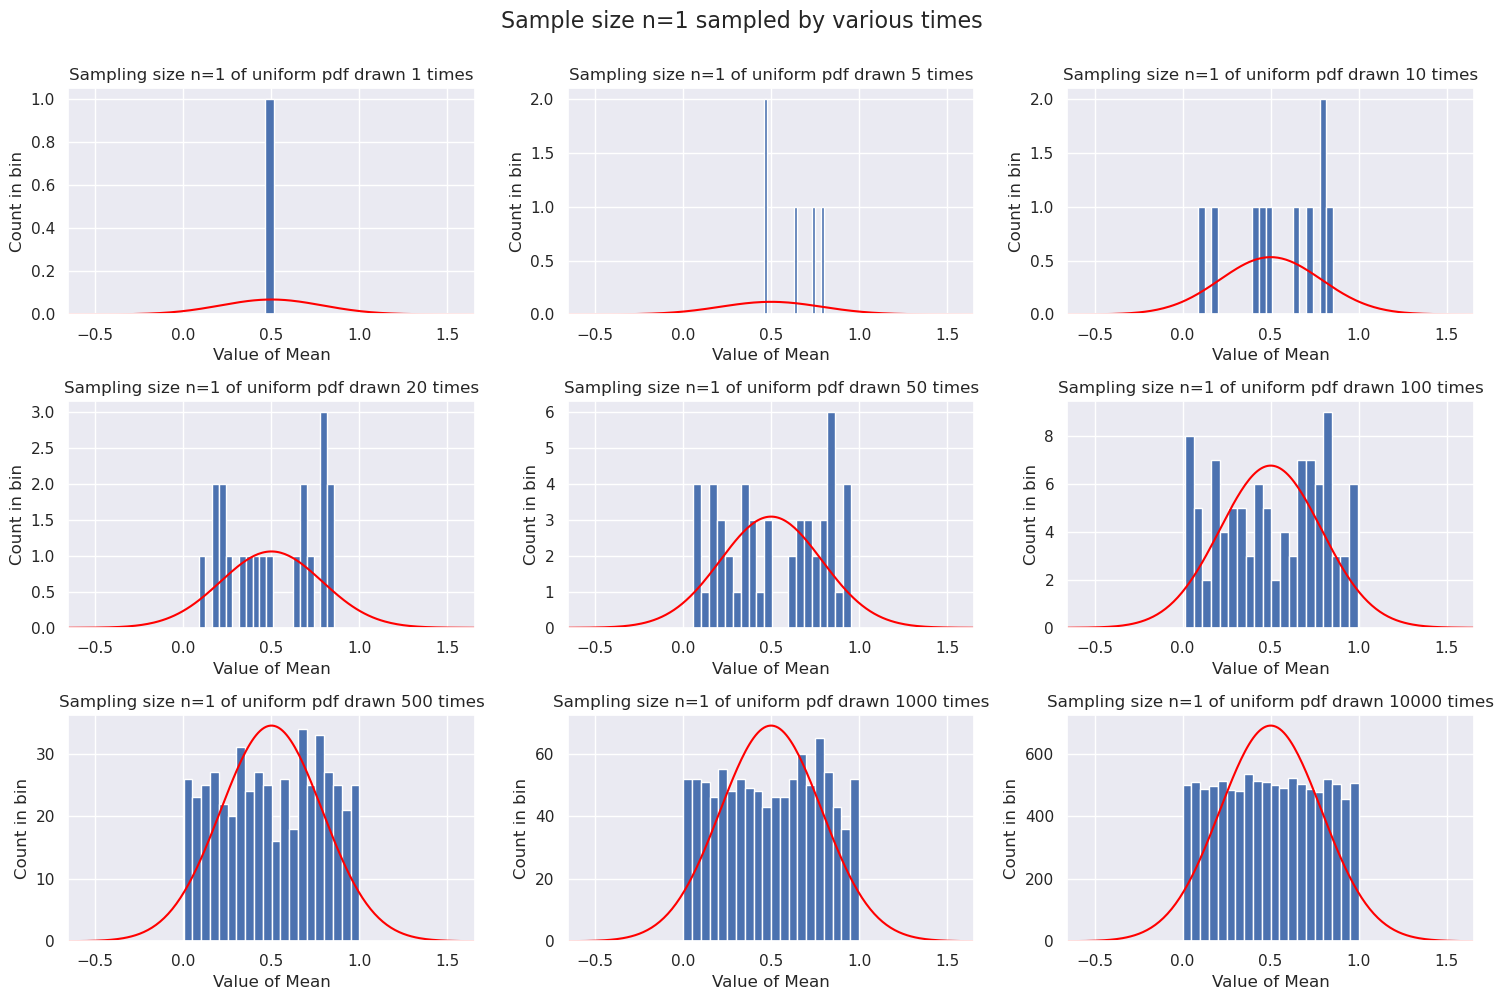 Sample size n=1 sampled by various times
Sampling size n=1 of uniform pdf drawn 1 times
Sampling size n=1 of uniform pdf drawn 5 times
Sampling size n=1 of uniform pdf drawn 10 times
1.0
0.8
0.6
0.4
0.2
0.0
Count in bin
−0.5 0.0 0.5 1.0 1.5
Value of Mean
2.0
1.5
1.0
0.5
0.0
Count in bin
−0.5 0.0 0.5 1.0 1.5
Value of Mean
2.0
1.5
1.0
0.5
0.0
Count in bin
−0.5 0.0 0.5 1.0 1.5
Value of Mean
Sampling size n=1 of uniform pdf drawn 20 times
Sampling size n=1 of uniform pdf drawn 50 times
Sampling size n=1 of uniform pdf drawn 100 times
3.0
2.5
2.0
1.5
1.0
0.5
0.0
Count in bin
−0.5 0.0 0.5 1.0 1.5
Value of Mean
6
5
4
3
2
1
0
Count in bin
−0.5 0.0 0.5 1.0 1.5
Value of Mean
8
6
4
2
0
Count in bin
−0.5 0.0 0.5 1.0 1.5
Value of Mean
Sampling size n=1 of uniform pdf drawn 500 times
Sampling size n=1 of uniform pdf drawn 1000 times
Sampling size n=1 of uniform pdf drawn 10000 times
30
20
10
0
Count in bin
−0.5 0.0 0.5 1.0 1.5
Value of Mean
60
40
20
0
Count in bin
−0.5 0.0 0.5 1.0 1.5
Value of Mean
600
400
200
0
Count in bin
−0.5 0.0 0.5 1.0 1.5
Value of Mean